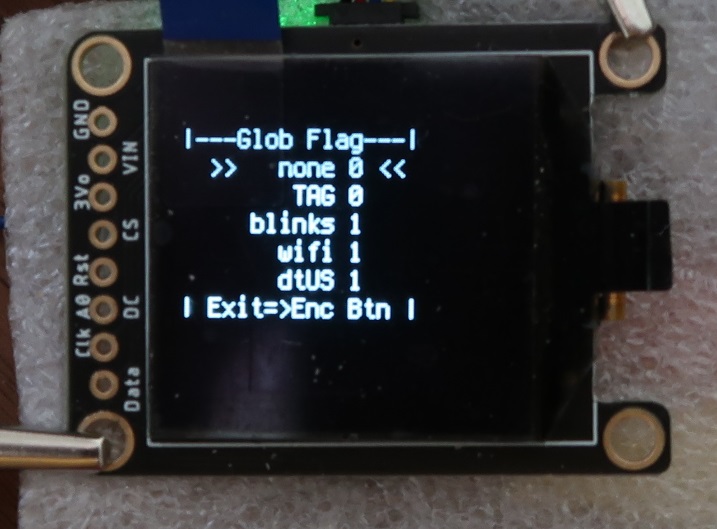 |---Glob Flag---|
>> none 0 <<
TAG 0
blinks 1
wifi 1
dtUS 1
| Exit=>Enc Btn |
GND
VIN
3Vo
CS
Rst
A0
DC
Clk
Data